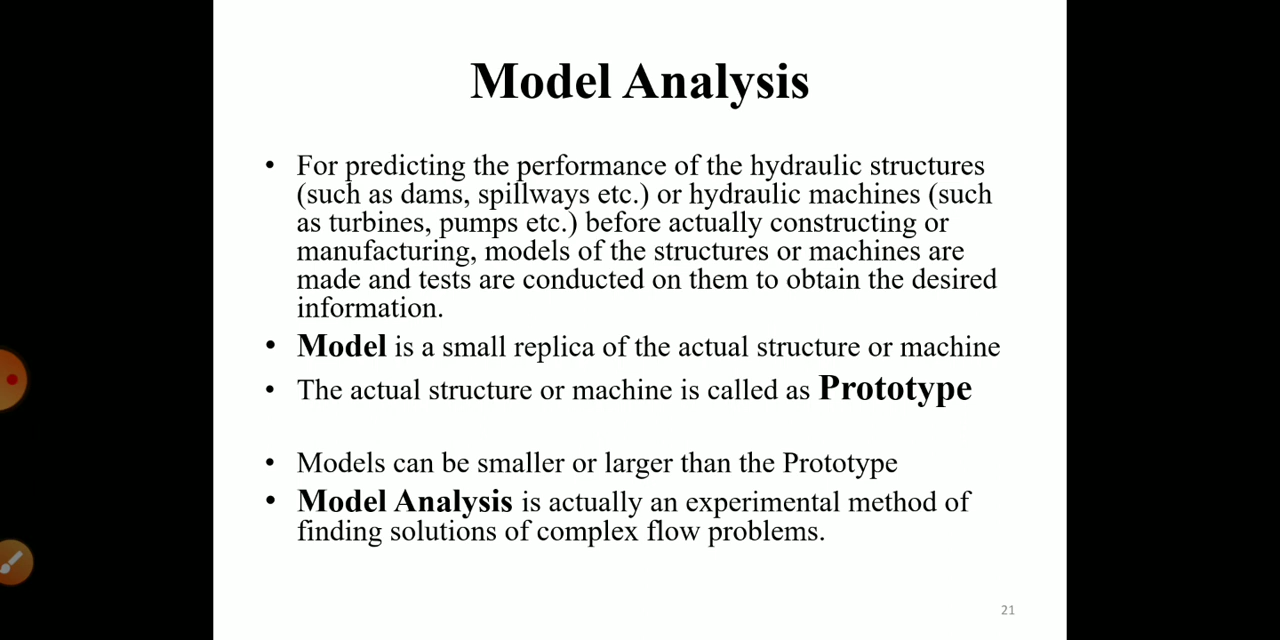 Model Analysis
• For predicting the performance of the hydraulic structures
(such as dams, spillways etc.) or hydraulic machines (such
as turbines, pumps etc.) before actually constructing or
manufacturing, models of the structures or machines are
made and tests are conducted on them to obtain the desired
information.
• Model is a small replica of the actual structure or machine
• The actual structure or machine is called as Prototype
• Models can be smaller or larger than the Prototype
• Model Analysis is actually an experimental method of
finding solutions of complex flow problems.
21